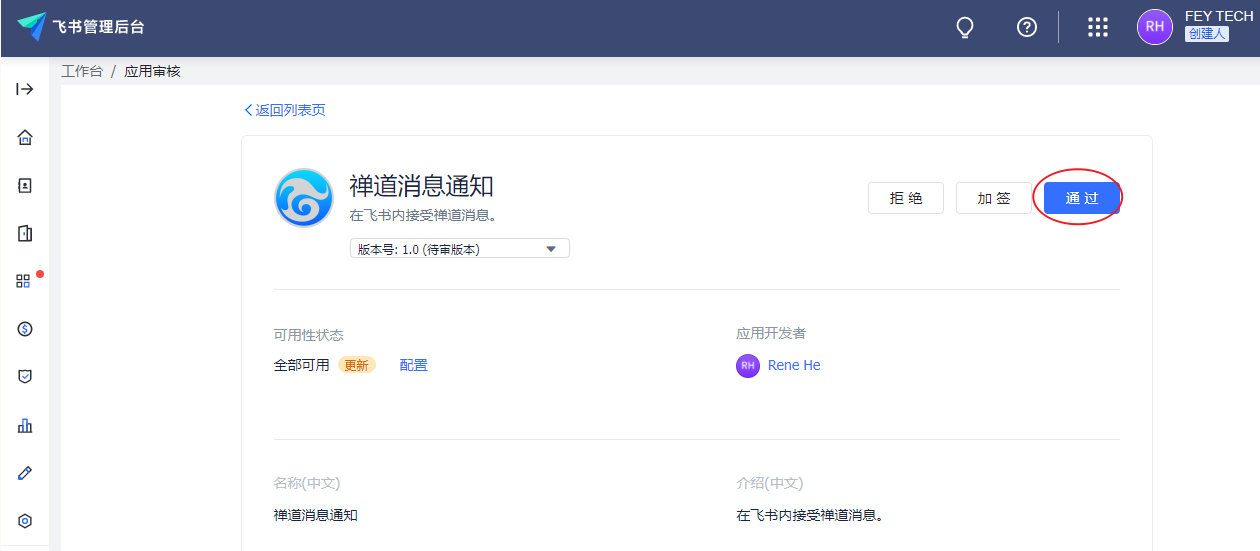 飞书管理后台
RH
FEY TECH
创建人
工作台 / 应用审核
返回列表页
禅道消息通知
在飞书内接受禅道消息。
版本号: 1.0 (待审版本)
拒 绝
加 签
通 过
可用性状态
全部可用 更新 配置
应用开发者
RH Rene He
名称(中文)
禅道消息通知
介绍(中文)
在飞书内接受禅道消息。